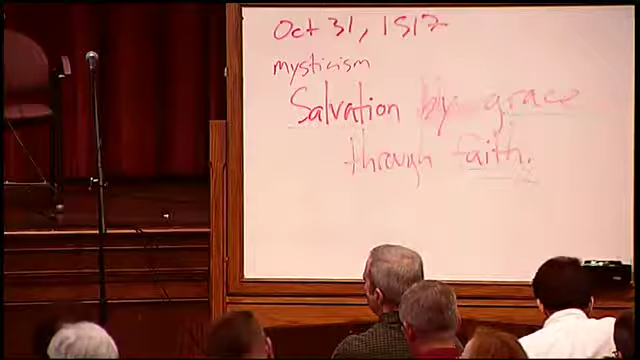 Oct 31, 1517
mysticism
Salvation by grace
through faith.